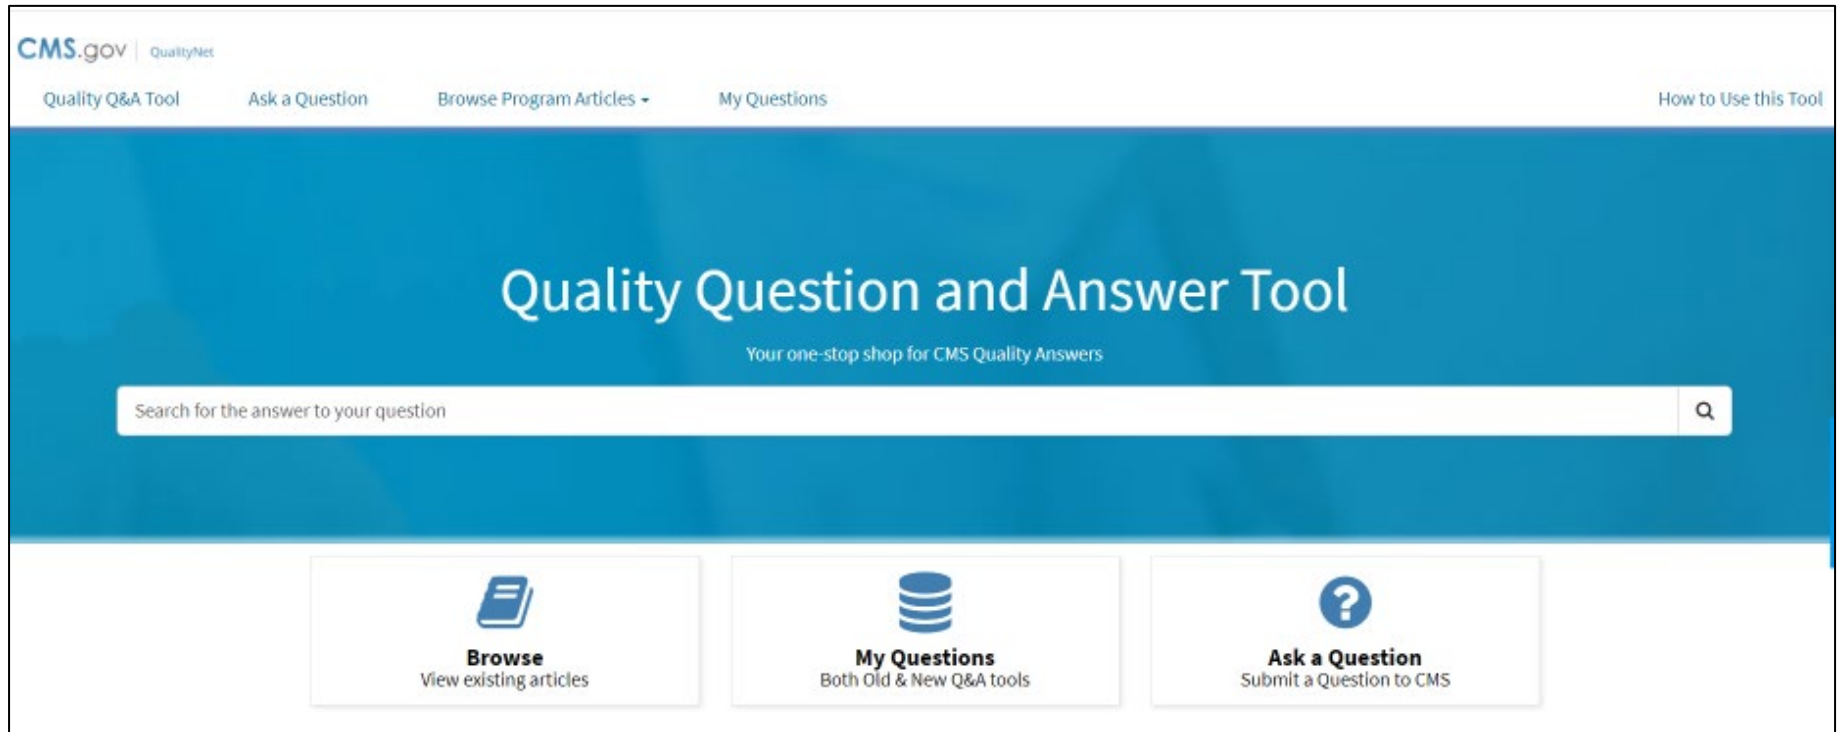 CMS.gov QualityNet
Quality Q&A Tool Ask a Question Browse Program Articles My Questions How to Use this Tool
Quality Question and Answer Tool
Your one-stop shop for CMS Quality Answers
Search for the answer to your question
Browse
View existing articles
My Questions
Both Old & New Q&A tools
Ask a Question
Submit a Question to CMS